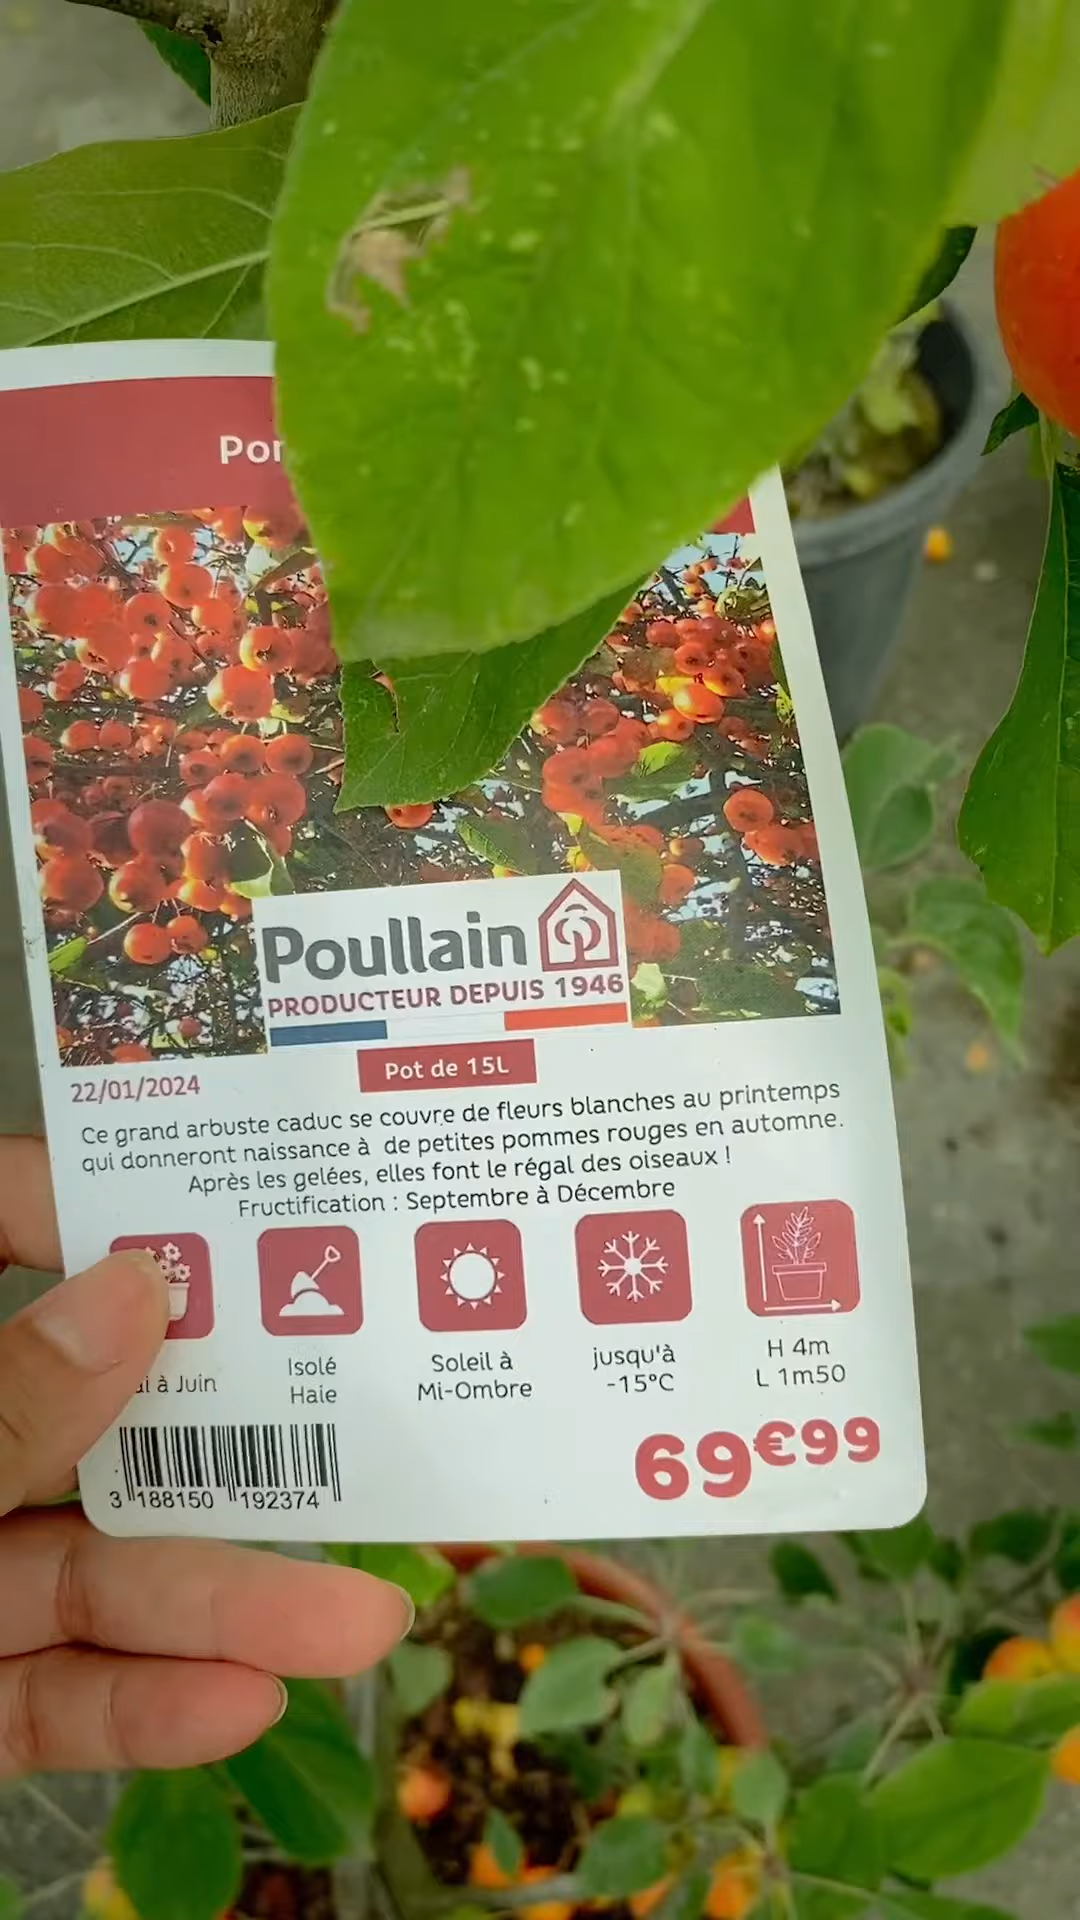 Poullain
PRODUCTEUR DEPUIS 1946
Pot de 15L
22/01/2024
Ce grand arbuste caduc se couvre de fleurs blanches au printemps
qui donneront naissance à de petites pommes rouges en automne.
Après les gelées, elles font le régal des oiseaux !
Fructification : Septembre à Décembre
à Juin
Isolé
Haie
Soleil à
Mi-Ombre
jusqu'à
-15°C
H 4m
L 1m50
3 188150 192374
69€99